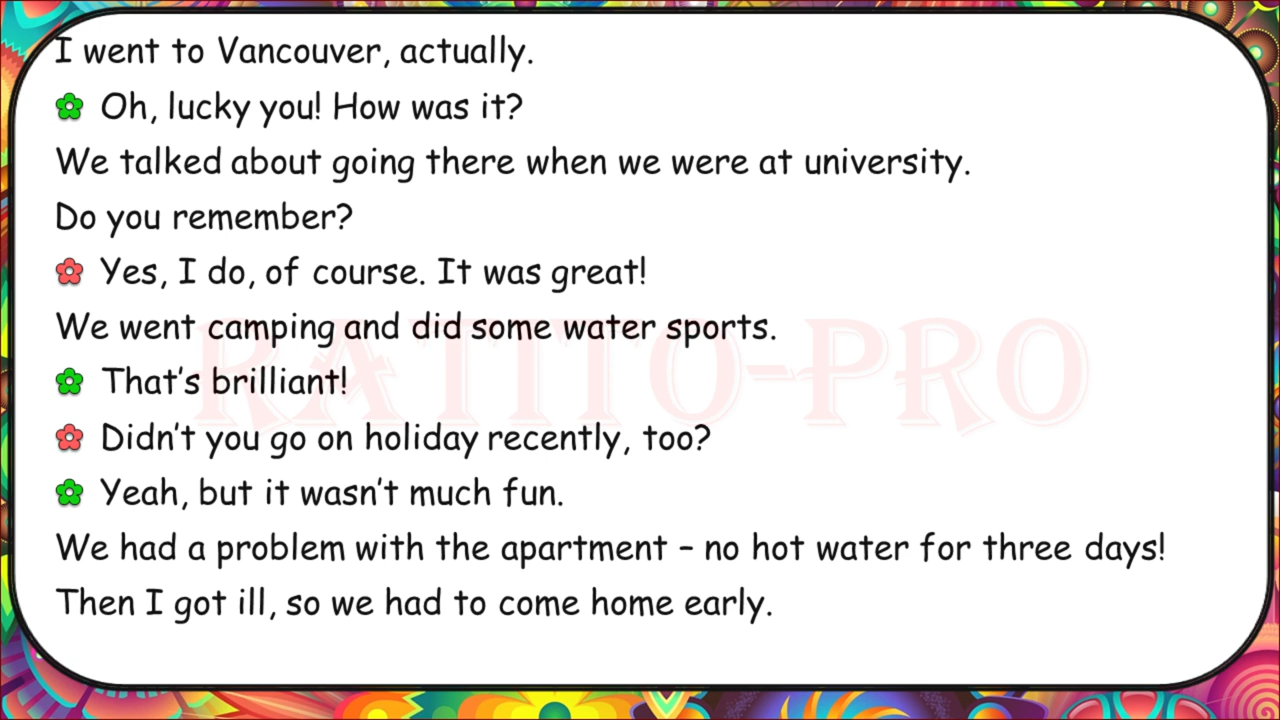 I went to Vancouver, actually.
Oh, lucky you! How was it?
We talked about going there when we were at university.
Do you remember?
Yes, I do, of course. It was great!
We went camping and did some water sports.
That's brilliant!
Didn't you go on holiday recently, too?
Yeah, but it wasn't much fun.
We had a problem with the apartment – no hot water for three days!
Then I got ill, so we had to come home early.
RATITO-PRO